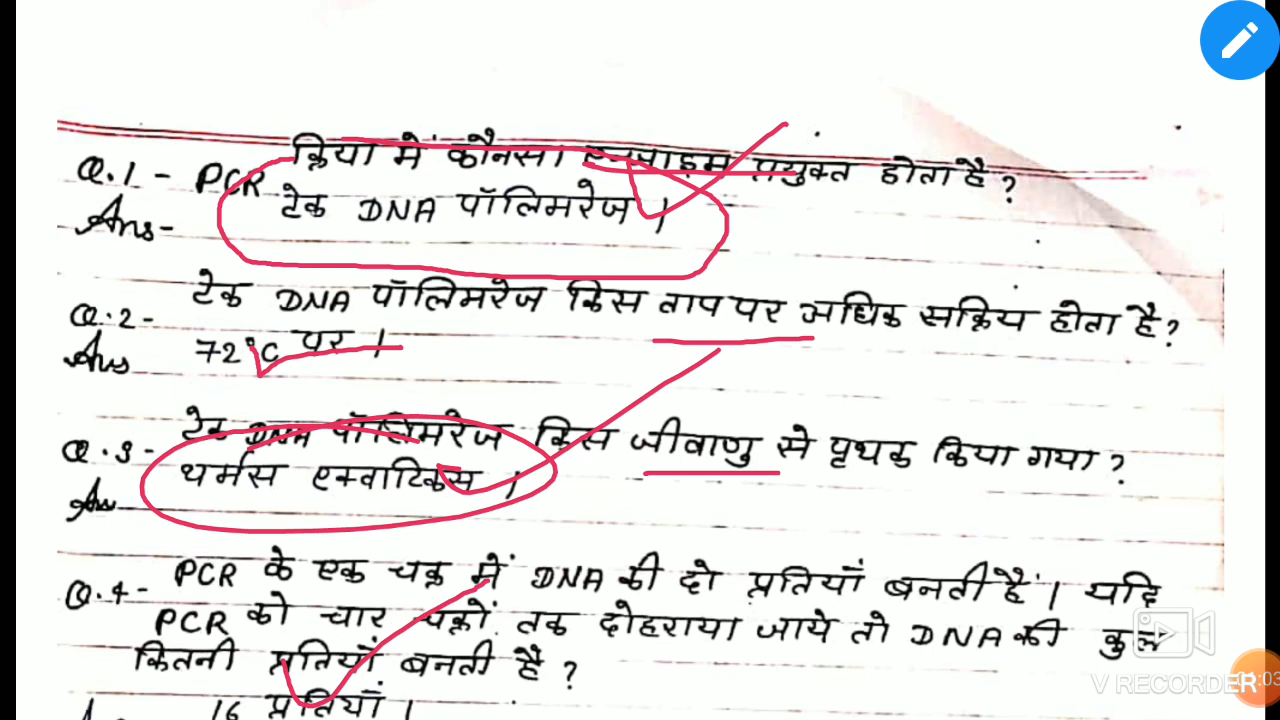 Q.1 - PCR क्रिया में कौनसा एन्जाइम प्रयुक्त होता है?
Ans- टेक DNA पॉलिमरेज ।
Q.2- टेक DNA पॉलिमरेज किस ताप पर अधिक सक्रिय होता है?
Ans 72°C पर ।
Q.3- टेक DNA पॉलिमरेज किस जीवाणु से पृथक किया गया?
An थर्मस एक्वाटिकस ।
Q.4- PCR के एक चक्र में DNA की दो प्रतियाँ बनती हैं । यदि
PCR को चार चक्रों तक दोहराया जाये तो DNA की कुल
कितनी प्रतियाँ बनती है?
16 प्रतियाँ ।
V RECORDER